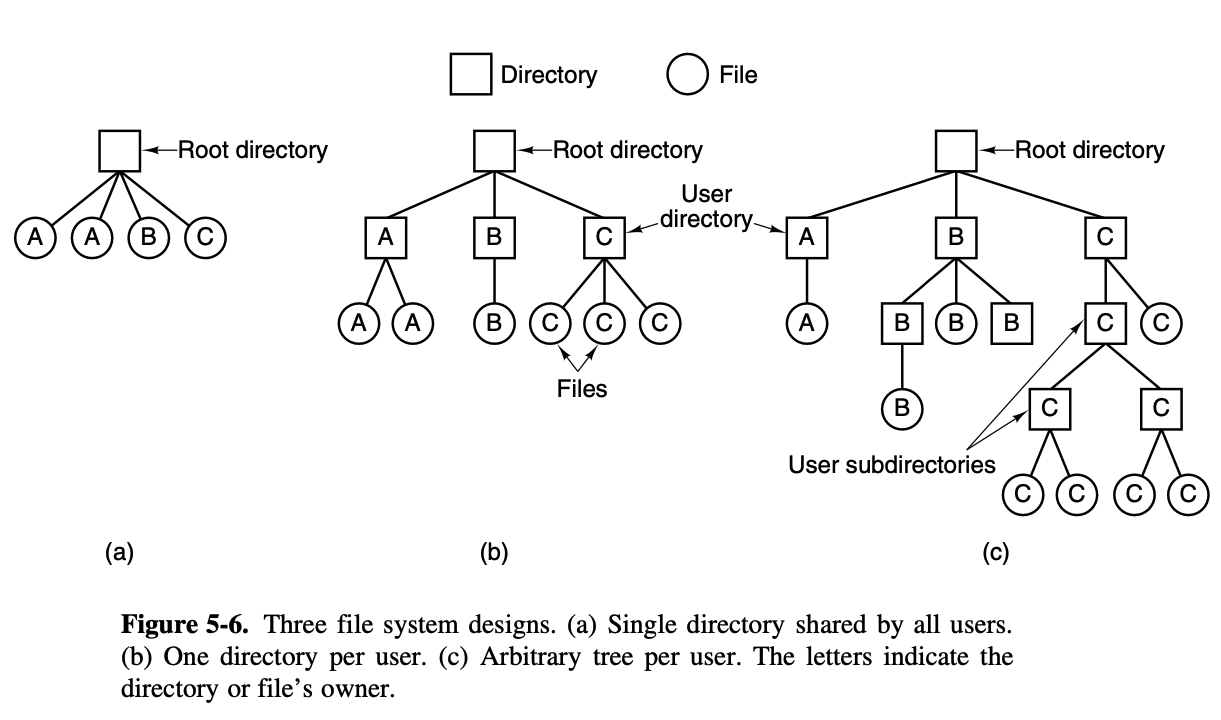 Directory File
Root directory Root directory Root directory
User
directory
A A B C A B C A B C
A A B C C C A B B B C C
Files
B C C
User subdirectories
C C C C
(a) (b) (c)
Figure 5-6. Three file system designs. (a) Single directory shared by all users.
(b) One directory per user. (c) Arbitrary tree per user. The letters indicate the
directory or file’s owner.